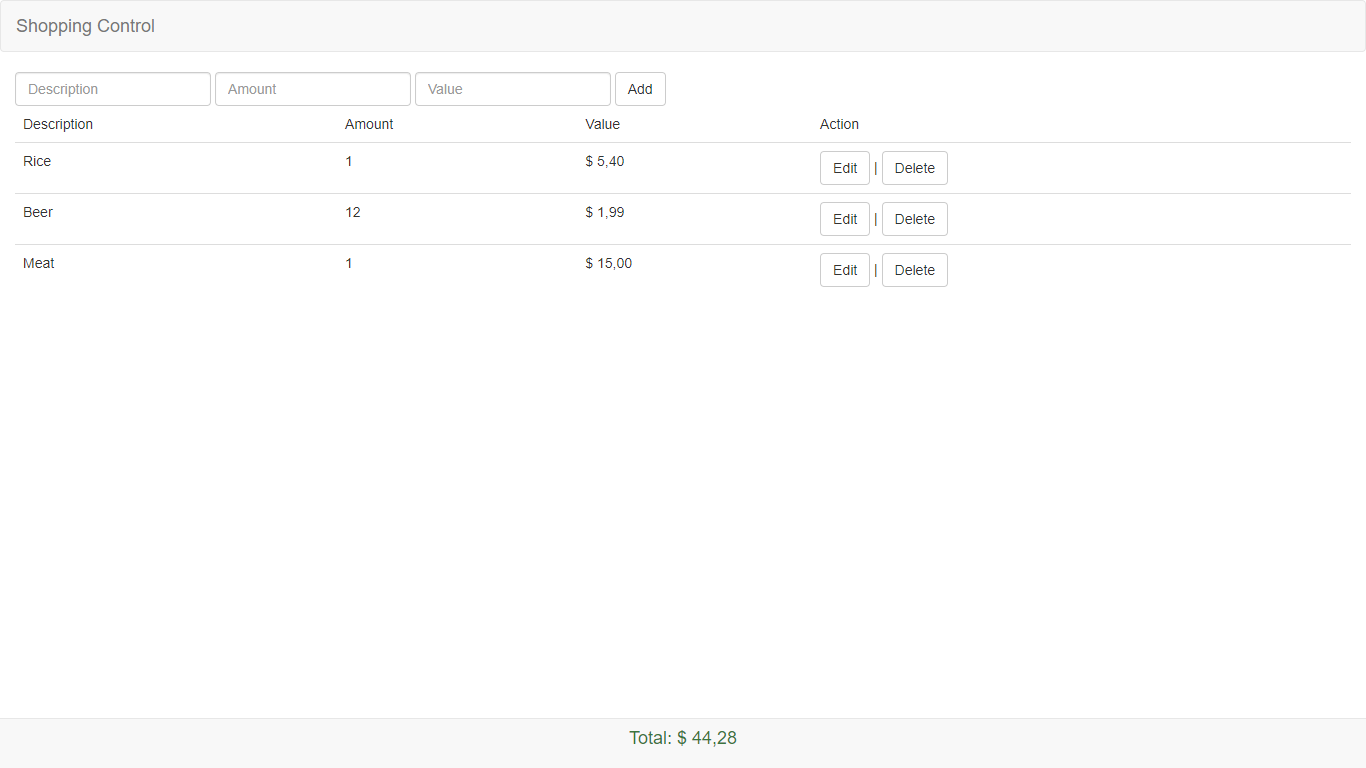 Shopping Control
Description Amount Value Add
Description Amount Value Action
Rice 1 $ 5,40 Edit | Delete
Beer 12 $ 1,99 Edit | Delete
Meat 1 $ 15,00 Edit | Delete
Total: $ 44,28